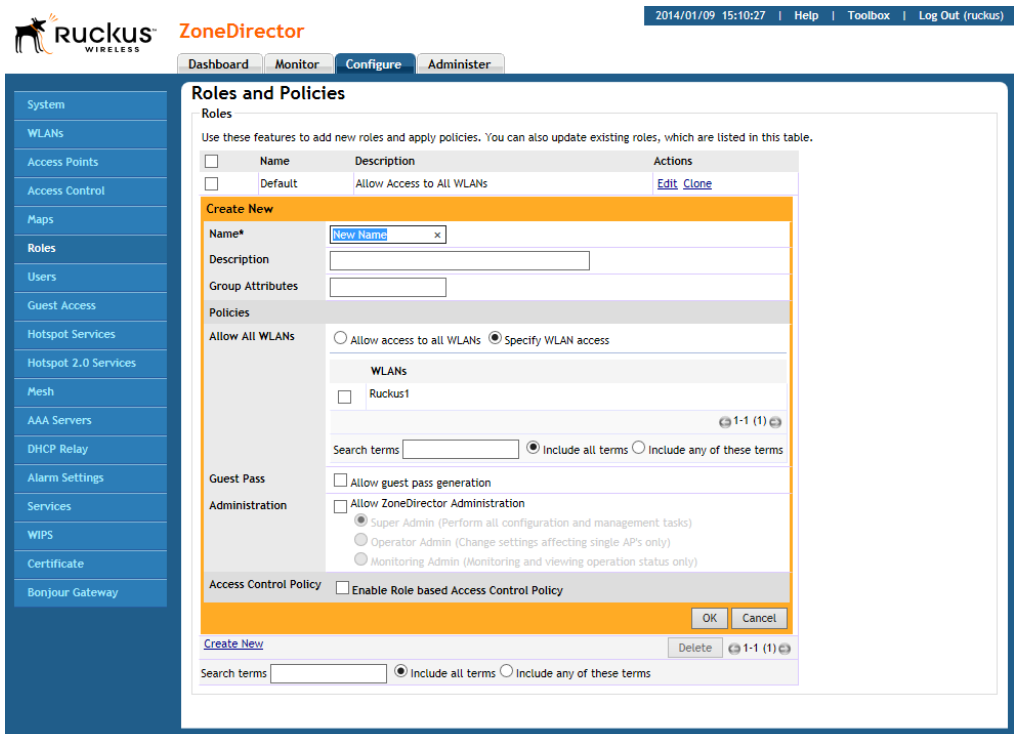 2014/01/09 15:10:27 | Help | Toolbox | Log Out (ruckus)
Ruckus WIRELESS
ZoneDirector
Dashboard Monitor Configure Administer
System
WLANs
Access Points
Access Control
Maps
Roles
Users
Guest Access
Hotspot Services
Hotspot 2.0 Services
Mesh
AAA Servers
DHCP Relay
Alarm Settings
Services
WIPS
Certificate
Bonjour Gateway
Roles and Policies
Roles
Use these features to add new roles and apply policies. You can also update existing roles, which are listed in this table.
Name Description Actions
Default Allow Access to All WLANs Edit Clone
Create New
Name* New Name ×
Description
Group Attributes
Policies
Allow All WLANs Allow access to all WLANs Specify WLAN access
WLANs
Ruckus1
1-1 (1)
Search terms Include all terms Include any of these terms
Guest Pass Allow guest pass generation
Administration Allow ZoneDirector Administration
Super Admin (Perform all configuration and management tasks)
Operator Admin (Change settings affecting single AP's only)
Monitoring Admin (Monitoring and viewing operation status only)
Access Control Policy Enable Role based Access Control Policy
OK Cancel
Create New Delete 1-1 (1)
Search terms Include all terms Include any of these terms